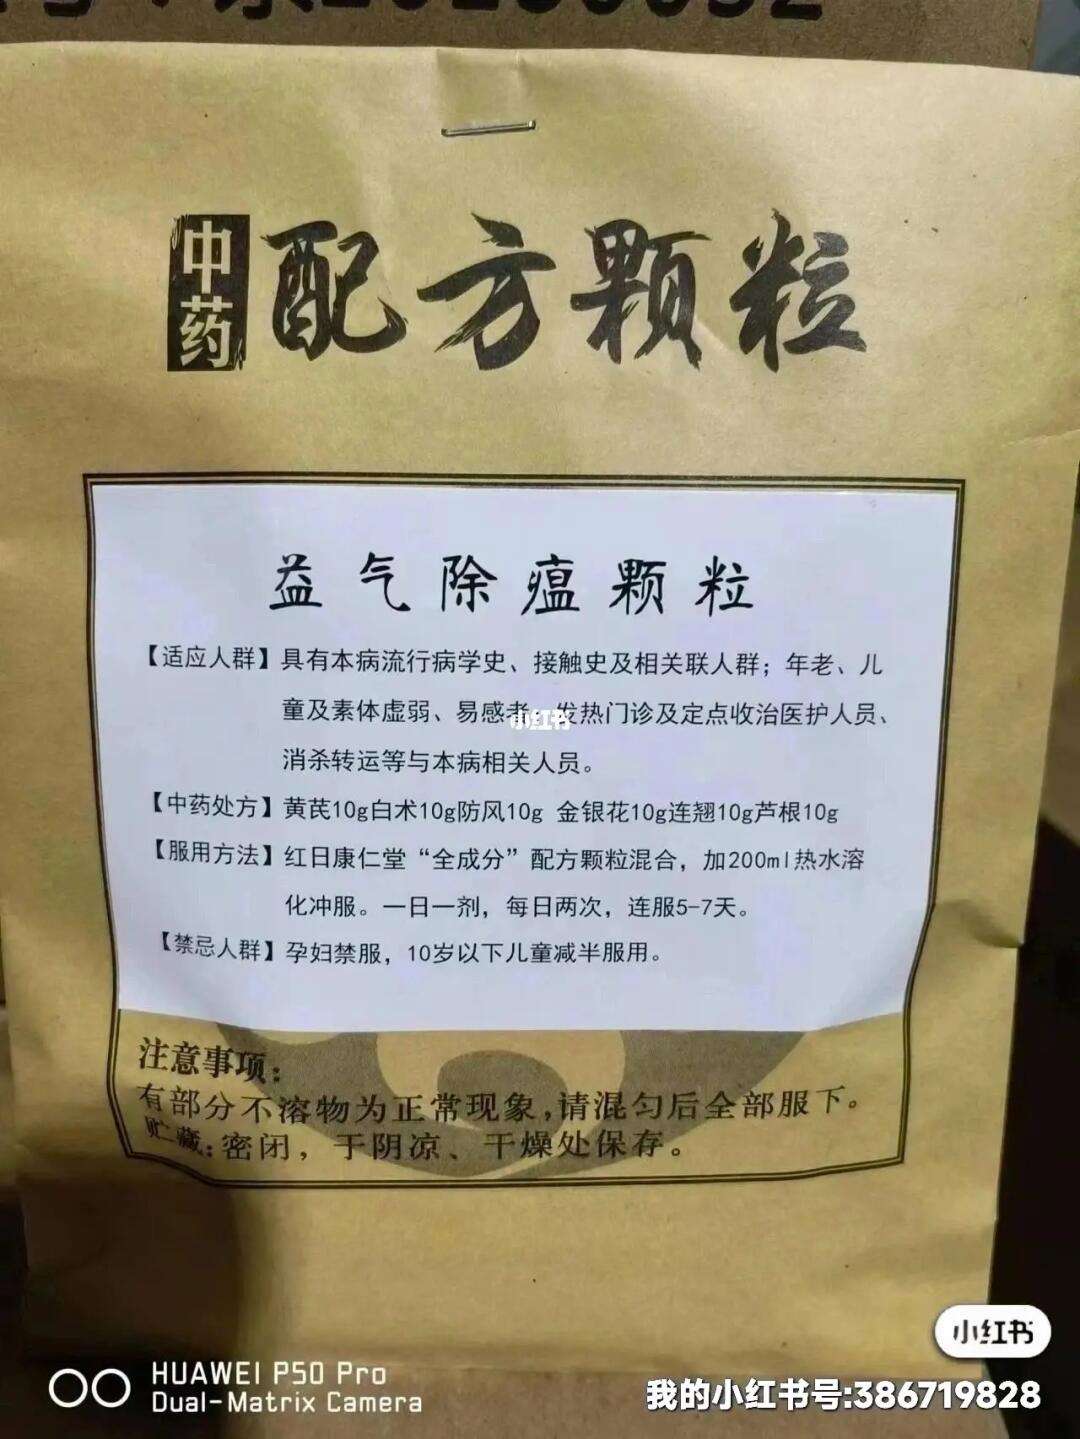 中药
配方颗粒
益气除瘟颗粒
【适应人群】具有本病流行病学史、接触史及相关联人群；年老、儿
童及素体虚弱、易感者；发热门诊及定点收治医护人员、
消杀转运等与本病相关人员。
【中药处方】黄芪10g白术10g防风10g 金银花10g连翘10g芦根10g
【服用方法】红日康仁堂“全成分”配方颗粒混合，加200ml热水溶
化冲服。一日一剂，每日两次，连服5-7天。
【禁忌人群】孕妇禁服，10岁以下儿童减半服用。
注意事项：
有部分不溶物为正常现象,请混匀后全部服下。
贮藏:密闭，于阴凉、干燥处保存。
小红书
小红书
HUAWEI P50 Pro
Dual-Matrix Camera
我的小红书号:386719828